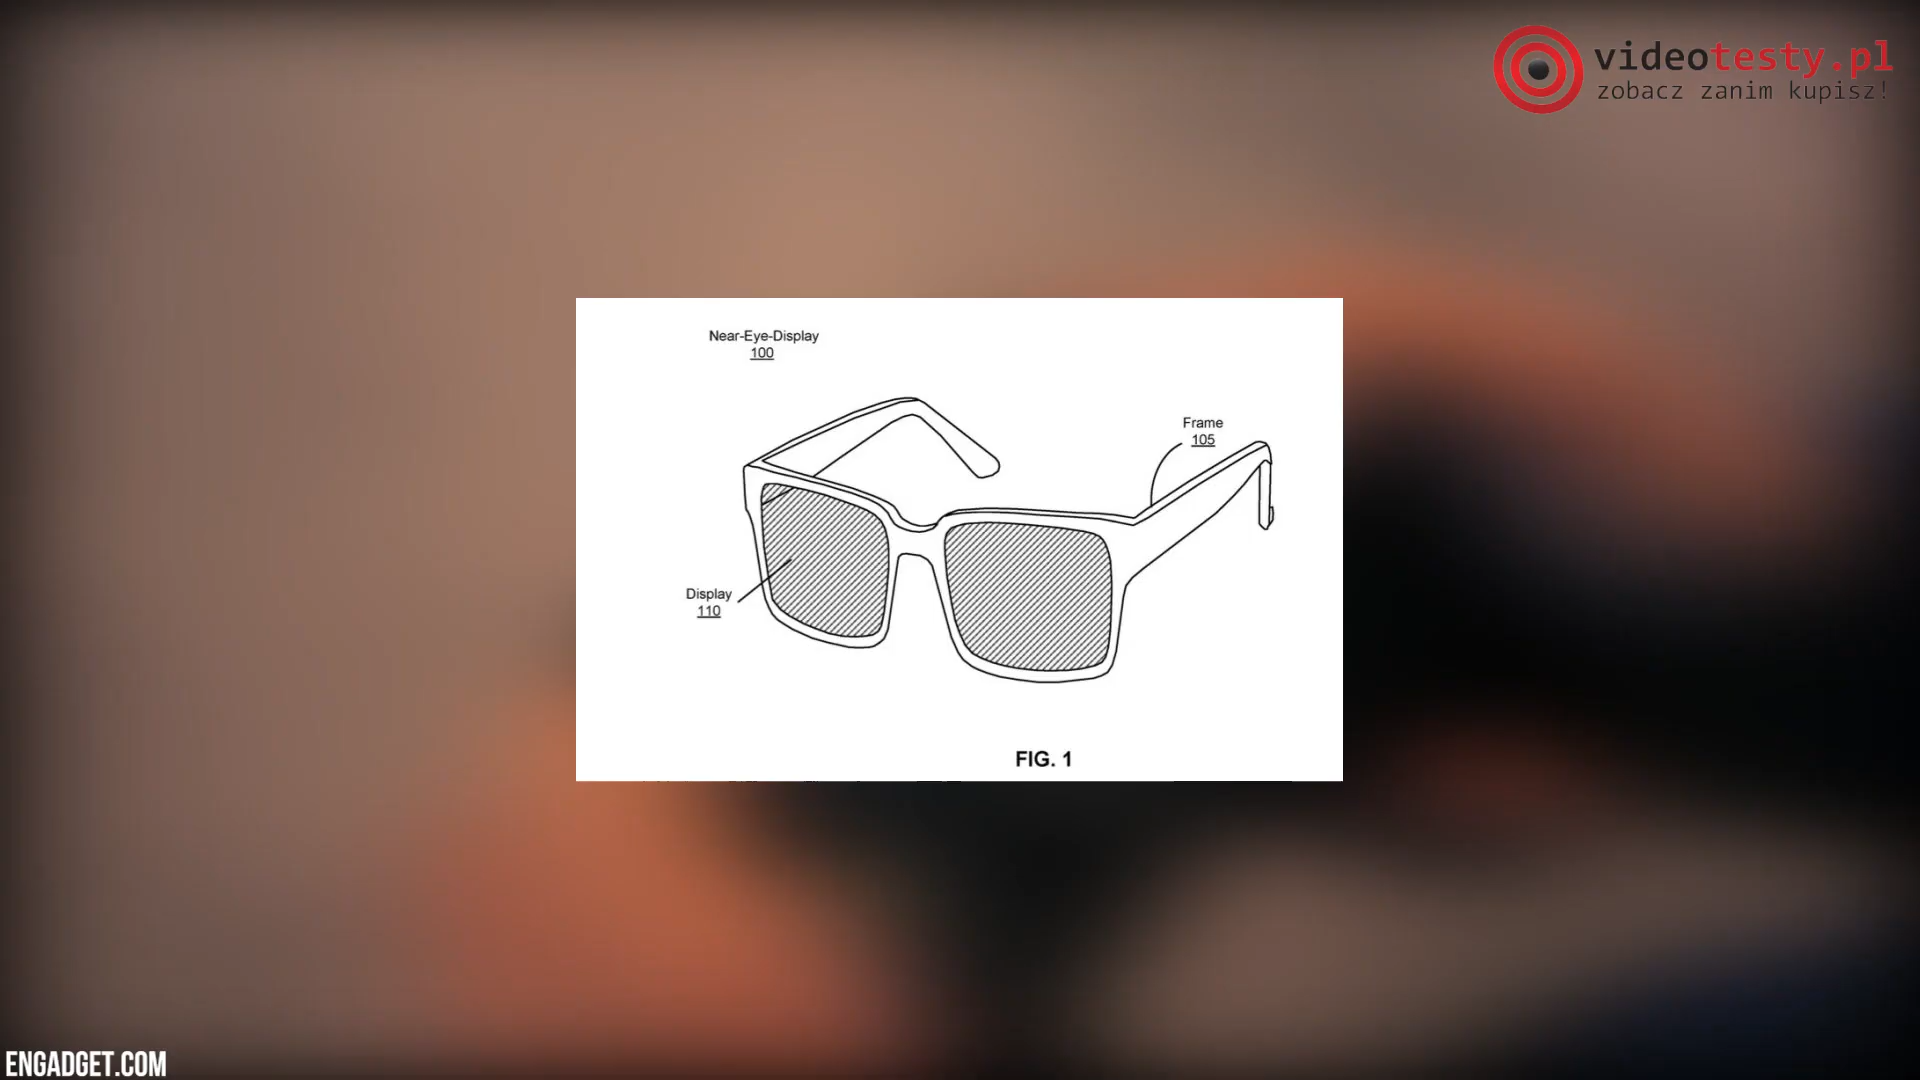 videotesty.pl
zobacz zanim kupisz!
Near-Eye-Display
100
Frame
105
Display
110
FIG. 1
ENGADGET.COM